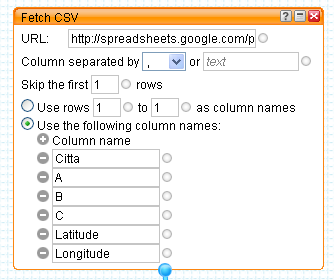 Fetch CSV
URL: http://spreadsheets.google.com/p
Column separated by , or text
Skip the first 1 rows
Use rows 1 to 1 as column names
Use the following column names:
Column name
Citta
A
B
C
Latitude
Longitude